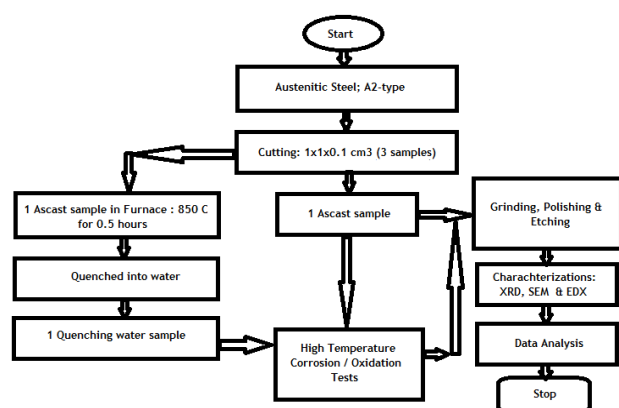 Start
Austenitic Steel; A2-type
Cutting: 1x1x0.1 cm3 (3 samples)
1 Ascast sample in Furnace : 850 C
for 0.5 hours
1 Ascast sample
Grinding, Polishing &
Etching
Quenched into water
Charachterizations:
XRD, SEM & EDX
1 Quenching water sample
High Temperature
Corrosion / Oxidation
Tests
Data Analysis
Stop